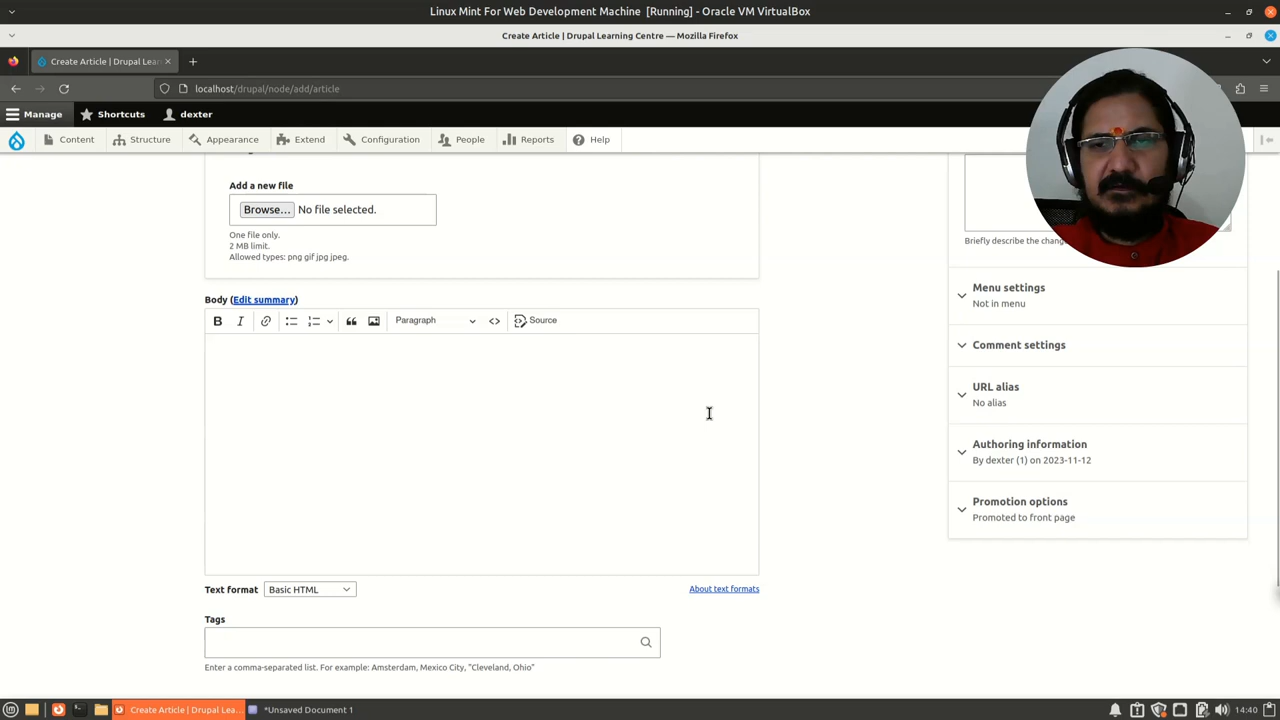 Linux Mint For Web Development Machine [Running] - Oracle VM VirtualBox
Create Article | Drupal Learning Centre — Mozilla Firefox
Create Article | Drupal Lear
localhost/drupal/node/add/article
Manage Shortcuts dexter
Content Structure Appearance Extend Configuration People Reports Help
Add a new file
Browse... No file selected.
One file only.
2 MB limit.
Allowed types: png gif jpg jpeg.
Briefly describe the chang
Menu settings
Not in menu
Body (Edit summary)
Paragraph Source
Comment settings
URL alias
No alias
Authoring information
By dexter (1) on 2023-11-12
Promotion options
Promoted to front page
Text format Basic HTML About text formats
Tags
Enter a comma-separated list. For example: Amsterdam, Mexico City, "Cleveland, Ohio"
Create Article | Drupal Lea... *Unsaved Document 1 14:40